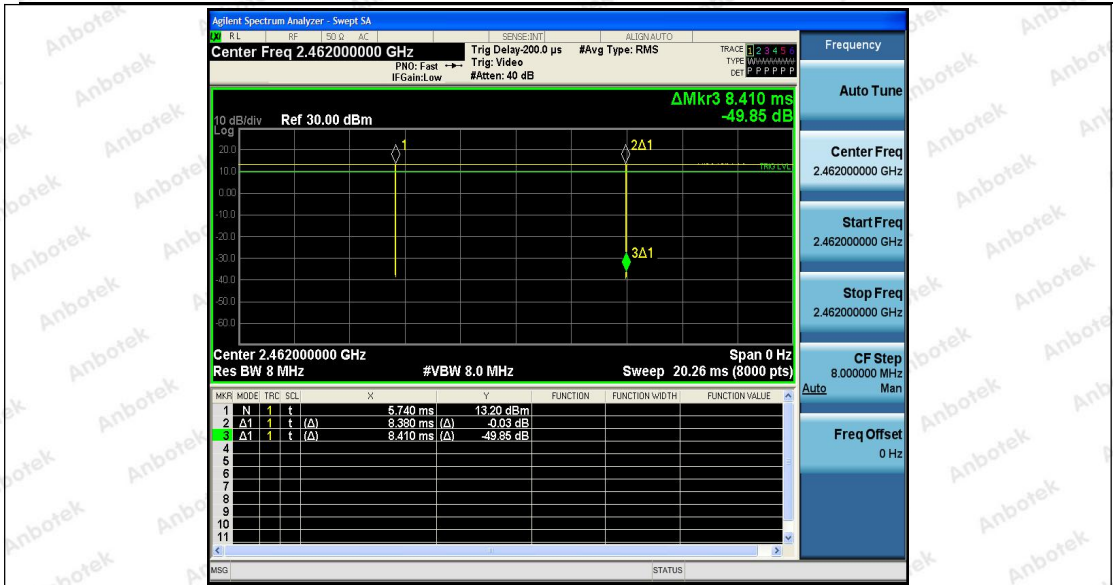 Agilent Spectrum Analyzer - Swept SA
LXI RL RF 50 Ω AC SENSE:INT ALIGNAUTO
Center Freq 2.462000000 GHz
PNO: Fast
IFGain:Low
Trig Delay-200.0 µs
Trig: Video
#Atten: 40 dB
#Avg Type: RMS
TRACE 1 2 3 4 5 6
TYPE
DET P P P P P P
ΔMkr3 8.410 ms
-49.85 dB
10 dB/div Ref 30.00 dBm
Log
20.0
10.0
0.00
-10.0
-20.0
-30.0
-40.0
-50.0
-60.0
1
2Δ1
TRIG LVL
3Δ1
Center 2.462000000 GHz Span 0 Hz
Res BW 8 MHz #VBW 8.0 MHz Sweep 20.26 ms (8000 pts)
MKR MODE TRC SCL X Y FUNCTION FUNCTION WIDTH FUNCTION VALUE
1 N 1 t 5.740 ms 13.20 dBm
2 Δ1 1 t (Δ) 8.380 ms (Δ) -0.03 dB
3 Δ1 1 t (Δ) 8.410 ms (Δ) -49.85 dB
4
5
6
7
8
9
10
11
MSG STATUS
Frequency
Auto Tune
Center Freq
2.462000000 GHz
Start Freq
2.462000000 GHz
Stop Freq
2.462000000 GHz
CF Step
8.000000 MHz
Auto Man
Freq Offset
0 Hz
Anbotek